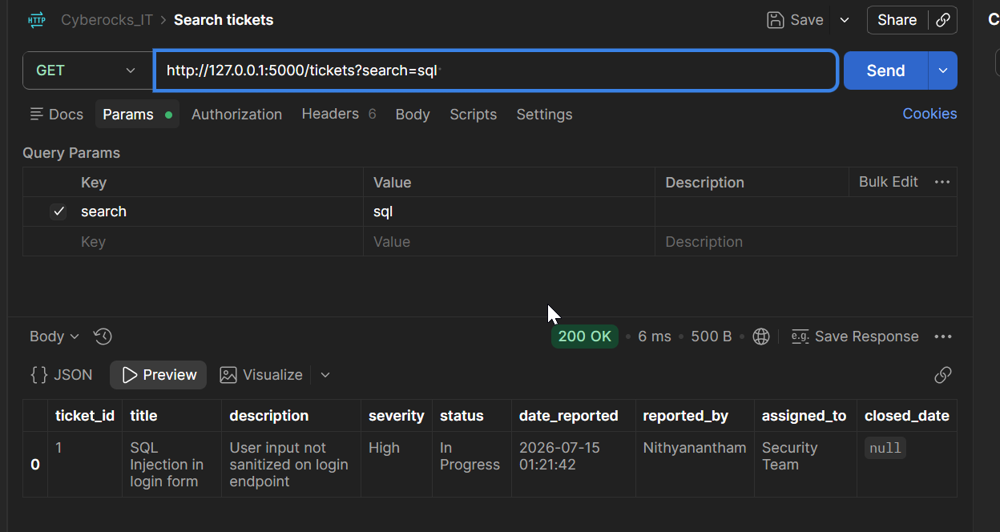 HTTP Cyberocks_IT > Search tickets Save Share C
GET http://127.0.0.1:5000/tickets?search=sql Send
Docs Params Authorization Headers 6 Body Scripts Settings Cookies
Query Params
Key Value Description Bulk Edit ...
search sql
Key Value Description
Body 200 OK • 6 ms • 500 B • e.g. Save Response ...
{ } JSON Preview Visualize
ticket_id title description severity status date_reported reported_by assigned_to closed_date
0 1 SQL Injection in login form User input not sanitized on login endpoint High In Progress 2026-07-15 01:21:42 Nithyanantham Security Team null